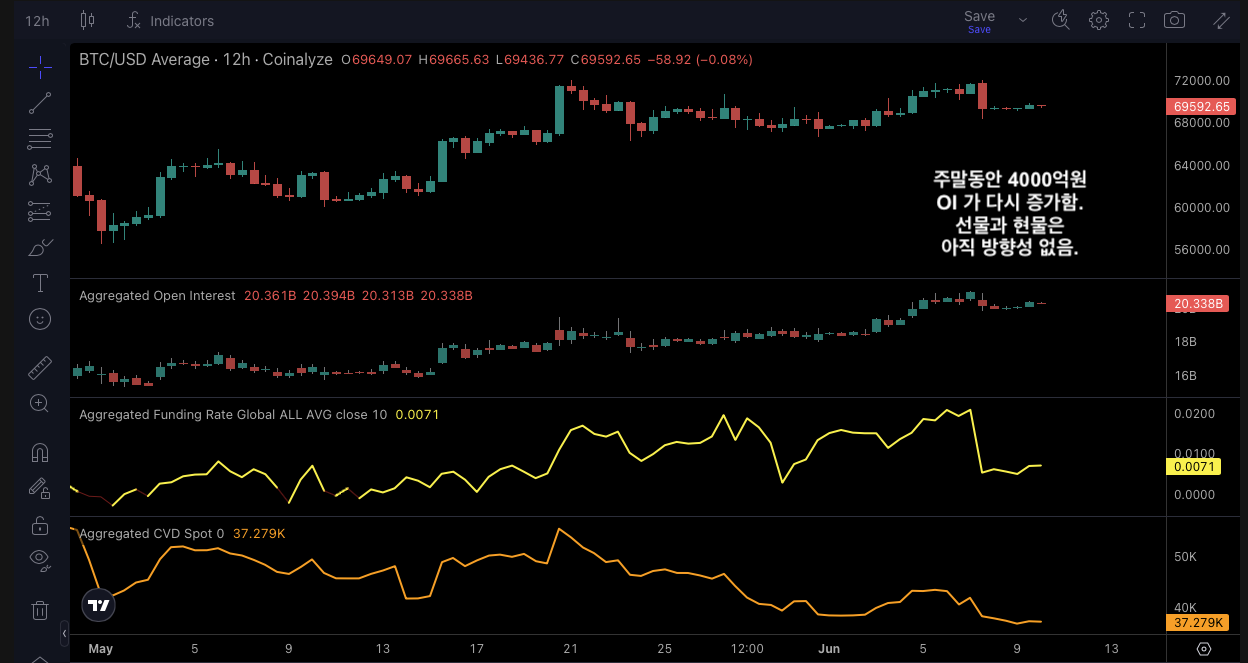 12h Indicators Save
Save
BTC/USD Average · 12h · Coinalyze O69649.07 H69665.63 L69436.77 C69592.65 −58.92 (−0.08%)
72000.00
69592.65
68000.00
64000.00
60000.00
56000.00
주말동안 4000억원
OI 가 다시 증가함.
선물과 현물은
아직 방향성 없음.
Aggregated Open Interest 20.361B 20.394B 20.313B 20.338B
20.338B
18B
16B
Aggregated Funding Rate Global ALL AVG close 10 0.0071
0.0200
0.0100
0.0071
0.0000
Aggregated CVD Spot 0 37.279K
50K
40K
37.279K
May 5 9 13 17 21 25 12:00 Jun 5 9 13